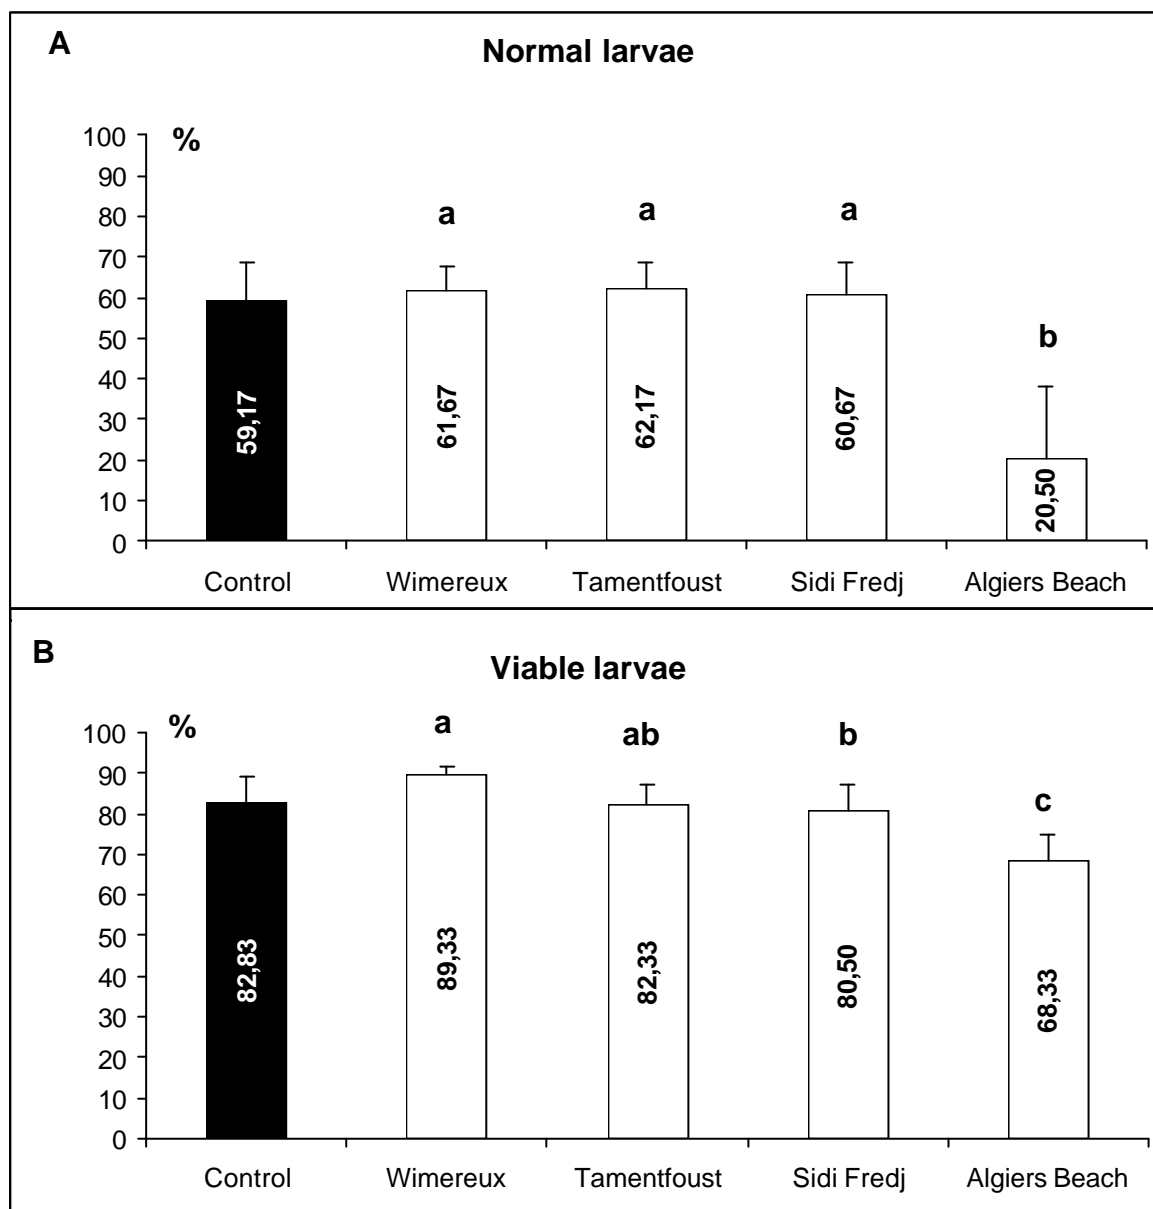 A
Normal larvae
%
100
90
80
70
60
50
40
30
20
10
0
a
a
a
b
59,17
61,67
62,17
60,67
20,50
Control Wimereux Tamentfoust Sidi Fredj Algiers Beach
B
Viable larvae
%
100
90
80
70
60
50
40
30
20
10
0
a
ab
b
c
82,83
89,33
82,33
80,50
68,33
Control Wimereux Tamentfoust Sidi Fredj Algiers Beach